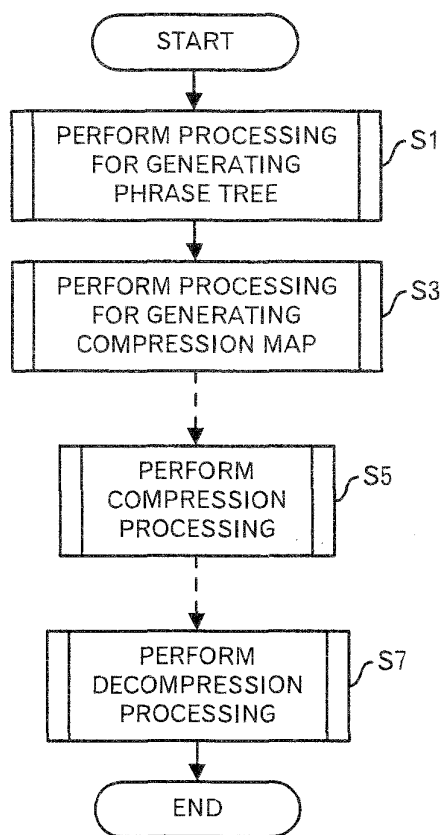 START
PERFORM PROCESSING
FOR GENERATING
PHRASE TREE
S1
PERFORM PROCESSING
FOR GENERATING
COMPRESSION MAP
S3
PERFORM
COMPRESSION
PROCESSING
S5
PERFORM
DECOMPRESSION
PROCESSING
S7
END